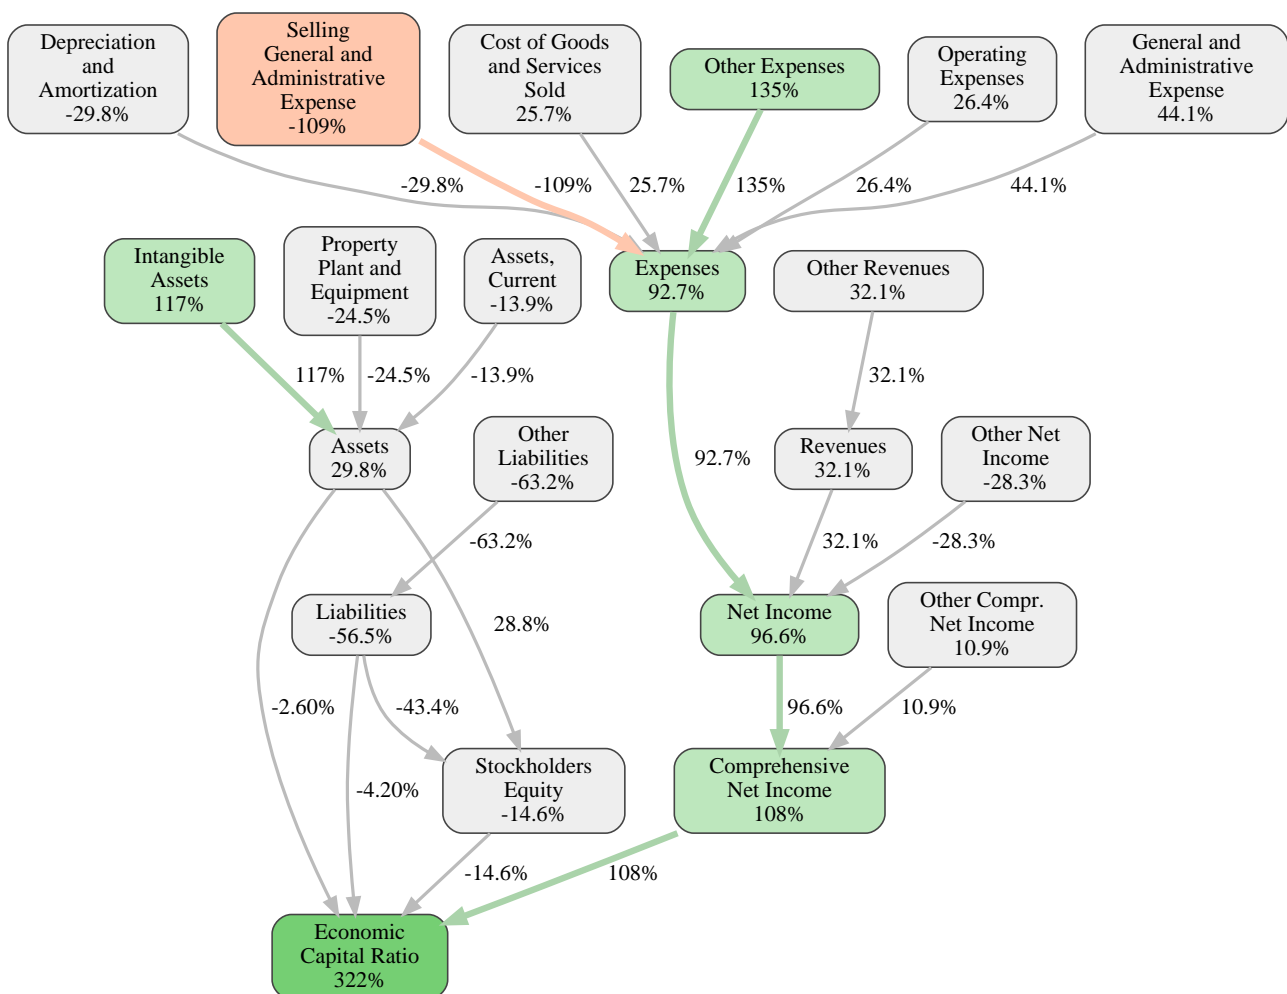 Depreciation
and
Amortization
-29.8%
Selling
General and
Administrative
Expense
-109%
Cost of Goods
and Services
Sold
25.7%
Other Expenses
135%
Operating
Expenses
26.4%
General and
Administrative
Expense
44.1%
-29.8%
-109%
25.7%
135%
26.4%
44.1%
Intangible
Assets
117%
Property
Plant and
Equipment
-24.5%
Assets,
Current
-13.9%
Expenses
92.7%
Other Revenues
32.1%
117%
-24.5%
-13.9%
32.1%
Assets
29.8%
Other
Liabilities
-63.2%
92.7%
Revenues
32.1%
Other Net
Income
-28.3%
-63.2%
32.1%
-28.3%
Liabilities
-56.5%
28.8%
Net Income
96.6%
Other Compr.
Net Income
10.9%
-2.60%
-43.4%
96.6%
10.9%
-4.20%
Stockholders
Equity
-14.6%
Comprehensive
Net Income
108%
-14.6%
108%
Economic
Capital Ratio
322%